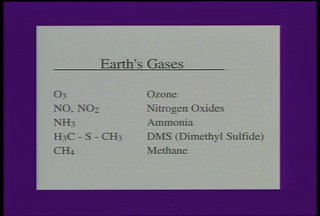 Earth's Gases
O3 Ozone
NO, NO2 Nitrogen Oxides
NH3 Ammonia
H3C - S - CH3 DMS (Dimethyl Sulfide)
CH4 Methane